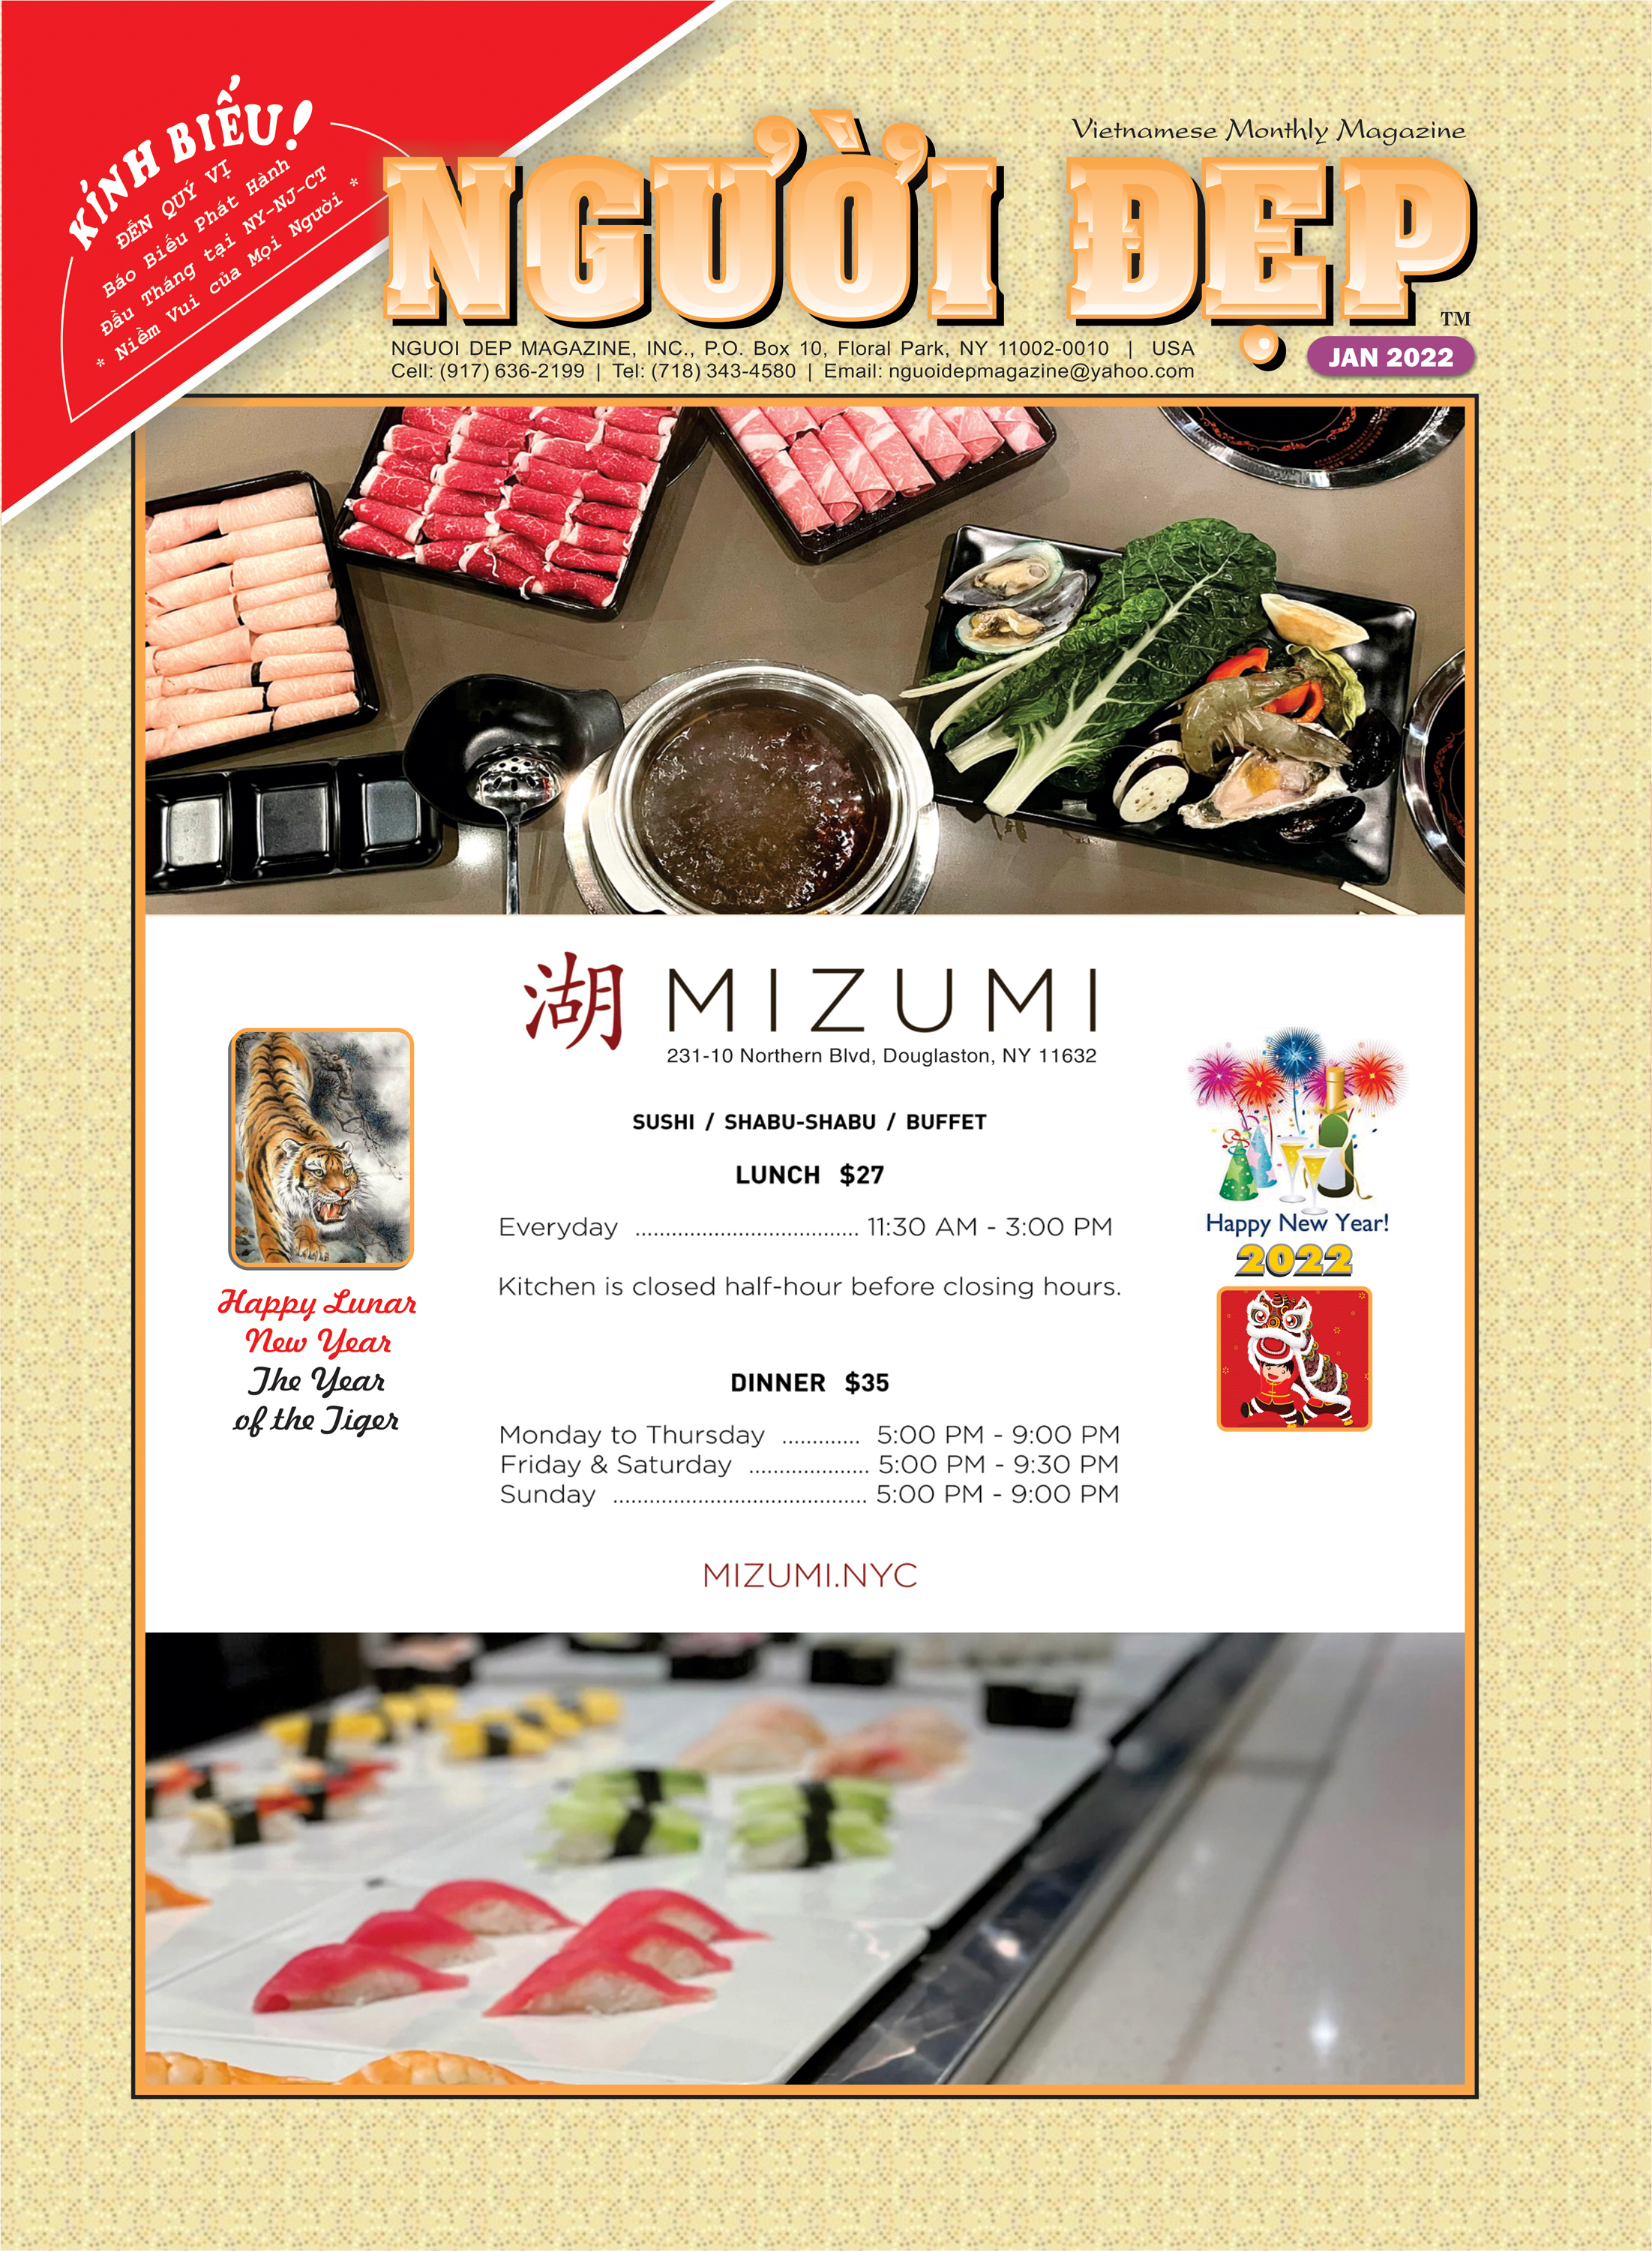 KÍNH BIẾU!
ĐẾN QUÝ VỊ
Báo Biếu Phát Hành
Đầu Tháng tại NY-NJ-CT
* Niềm Vui của Mọi Người *
Vietnamese Monthly Magazine
NGƯỜI ĐẸP
TM
NGUOI DEP MAGAZINE, INC., P.O. Box 10, Floral Park, NY 11002-0010 | USA
Cell: (917) 636-2199 | Tel: (718) 343-4580 | Email: nguoidepmagazine@yahoo.com
JAN 2022
湖 MIZUMI
231-10 Northern Blvd, Douglaston, NY 11632
SUSHI / SHABU-SHABU / BUFFET
LUNCH $27
Everyday ..................................... 11:30 AM - 3:00 PM
Kitchen is closed half-hour before closing hours.
DINNER $35
Monday to Thursday ............. 5:00 PM - 9:00 PM
Friday & Saturday .................... 5:00 PM - 9:30 PM
Sunday .......................................... 5:00 PM - 9:00 PM
MIZUMI.NYC
Happy Lunar
New Year
The Year
of the Tiger
Happy New Year!
2022